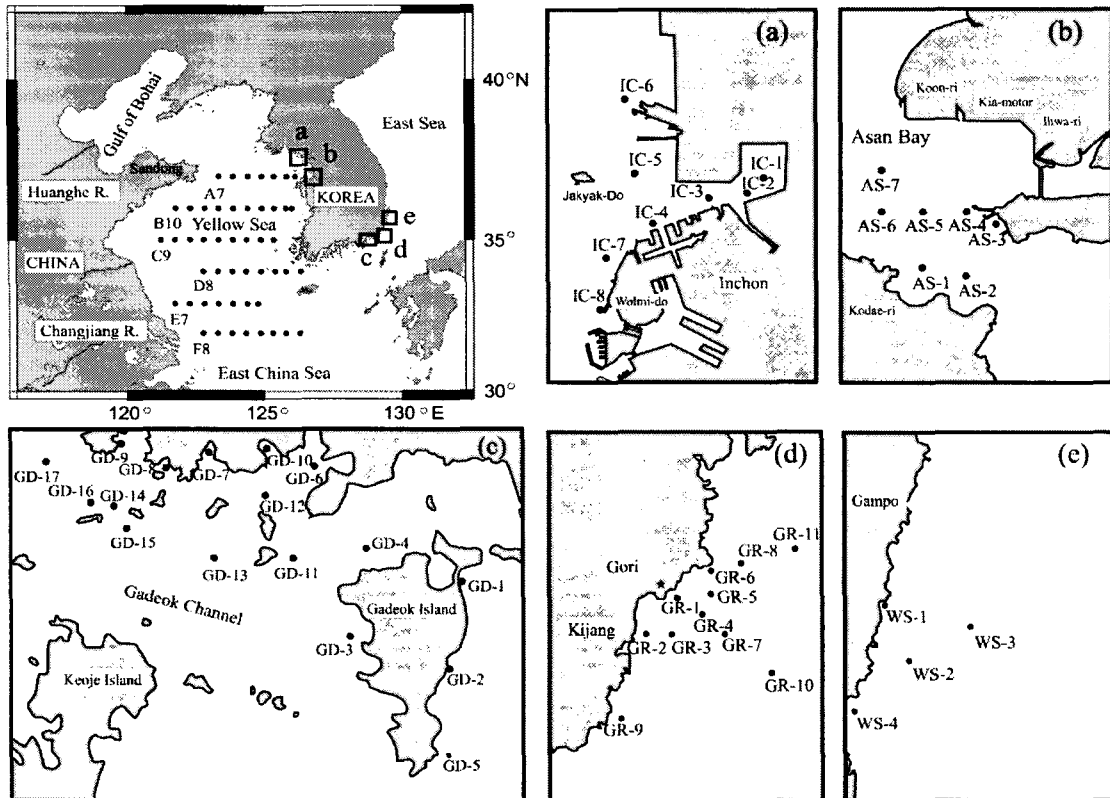 40°N
Gulf of Bohai
East Sea
a
b
Sandong
Huanghe R.
A7
KOREA
B10
Yellow Sea
e
C9
c
d
CHINA
D8
E7
Changjiang R.
F8
East China Sea
35°
30°
120°
125°
130° E
(a)
IC-6
IC-5
IC-1
IC-2
Jakyak-Do
IC-3
IC-4
IC-7
Inchon
IC-8
Wolmi-do
(b)
Koon-ri
Kia-motor
Ihwa-ri
Asan Bay
AS-7
AS-6
AS-5
AS-4
AS-3
AS-1
AS-2
Kodae-ri
(c)
GD-9
GD-8
GD-7
GD-10
GD-6
GD-17
GD-16
GD-14
GD-12
GD-15
GD-4
GD-13
GD-11
GD-1
Gadeok Channel
Gadeok Island
GD-3
Keoje Island
GD-2
GD-5
(d)
GR-11
GR-8
Gori
GR-6
GR-5
GR-1
GR-4
Kijang
GR-2
GR-3
GR-7
GR-10
GR-9
(e)
Gampo
WS-1
WS-3
WS-2
WS-4